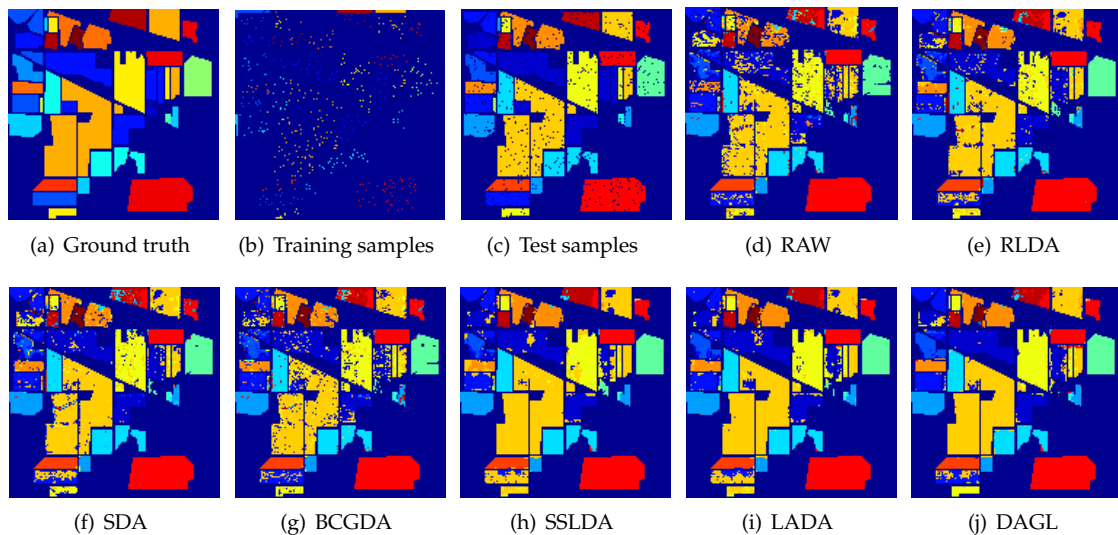 (a) Ground truth
(b) Training samples
(c) Test samples
(d) RAW
(e) RLDA
(f) SDA
(g) BCGDA
(h) SSLDA
(i) LADA
(j) DAGL